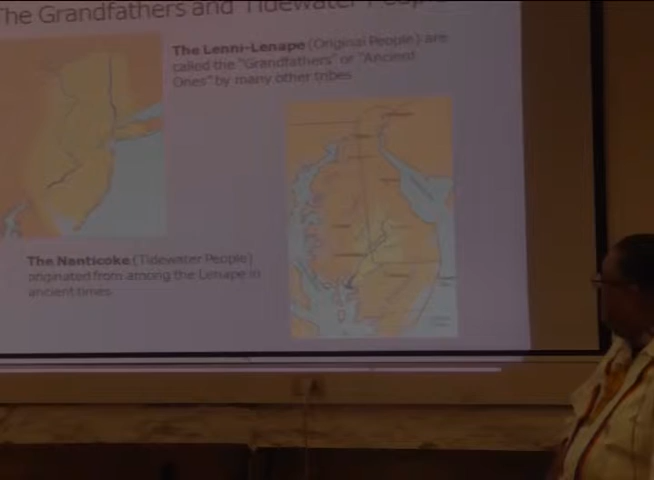 The Grandfathers and Tidewater People
The Lenni-Lenape (Original People) are
called the "Grandfathers" or "Ancient
Ones" by many other tribes
The Nanticoke (Tidewater People)
originated from among the Lenape in
ancient times